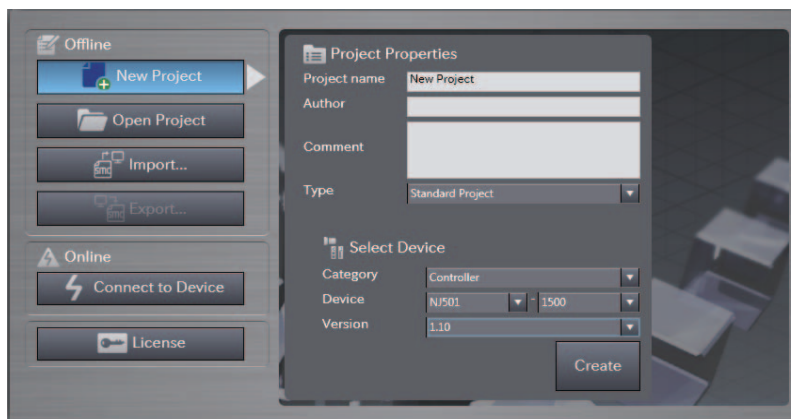 Offline
New Project
Open Project
Import...
Export...
Online
Connect to Device
License
Project Properties
Project name New Project
Author
Comment
Type Standard Project
Select Device
Category Controller
Device NJ501 - 1500
Version 1.10
Create